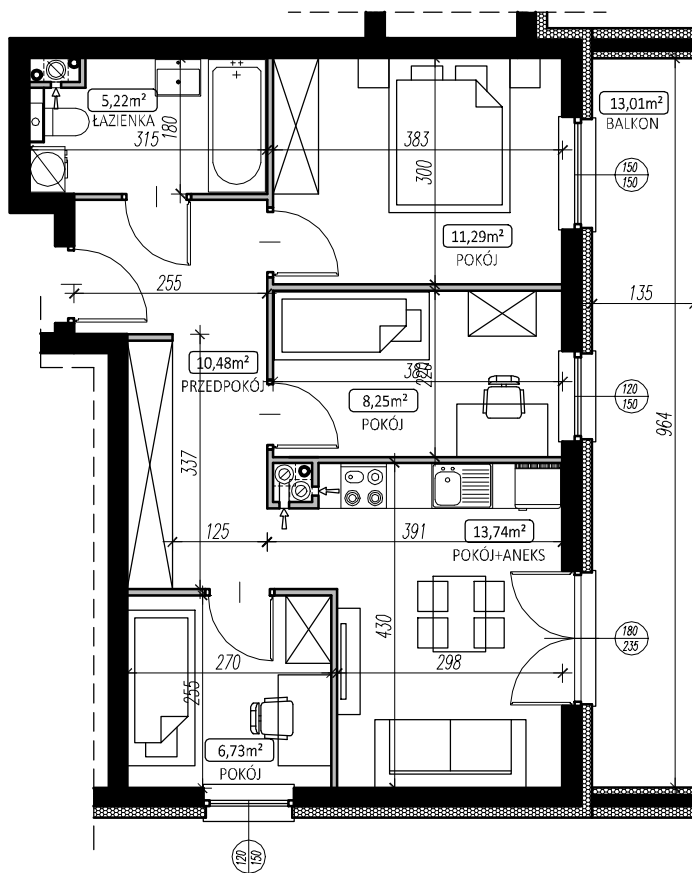 5,22m²
ŁAZIENKA
315
180
383
300
13,01m²
BALKON
150
150
11,29m²
POKÓJ
255
135
10,48m²
PRZEDPOKÓJ
220
8,25m²
POKÓJ
120
150
964
337
125
391
13,74m²
POKÓJ+ANEKS
430
180
235
270
298
255
6,73m²
POKÓJ
120
150